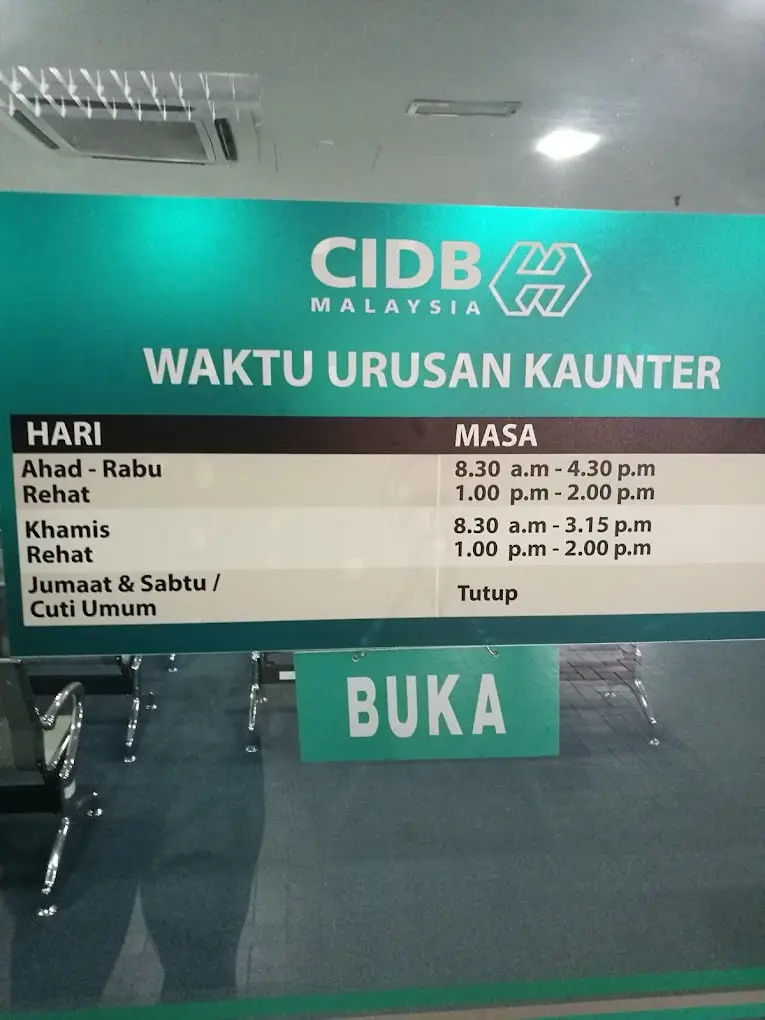 CIDB
MALAYSIA
WAKTU URUSAN KAUNTER
HARI MASA
Ahad - Rabu 8.30 a.m - 4.30 p.m
Rehat 1.00 p.m - 2.00 p.m
Khamis 8.30 a.m - 3.15 p.m
Rehat 1.00 p.m - 2.00 p.m
Jumaat & Sabtu /
Cuti Umum Tutup
BUKA